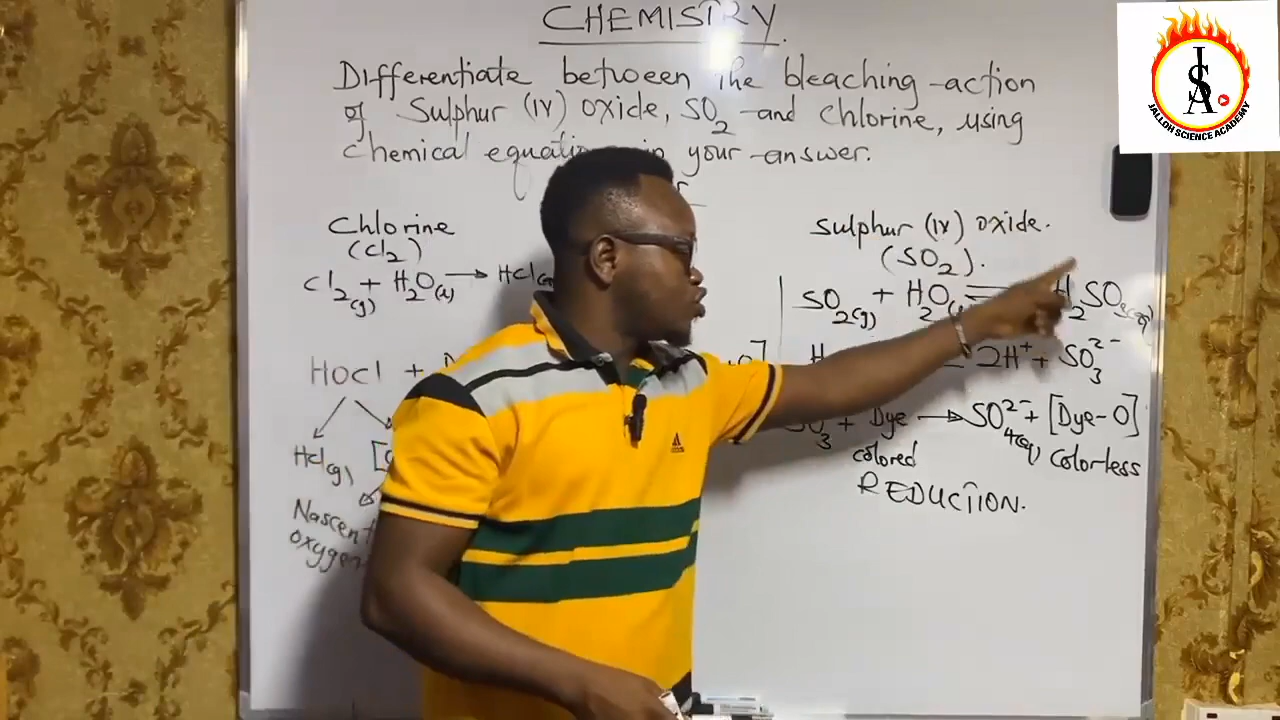 CHEMISTRY.
Differentiate between the bleaching action
of Sulphur (IV) oxide, SO2 and chlorine, using
chemical equation in your answer.
Chlorine
(Cl2)
Cl2(g) + H2O(l) → HCl(
HOCl +
HCl(g)
Nascent
oxygen
Sulphur (IV) oxide.
(SO2).
SO2(g) + H2O( ⇌ H2SO3(aq)
2H+ + SO3 2-
SO3 + Dye → SO4 2-(aq) + [Dye-O]
colored
colorless
REDUCTION.
JSA
JALLOH SCIENCE ACADEMY